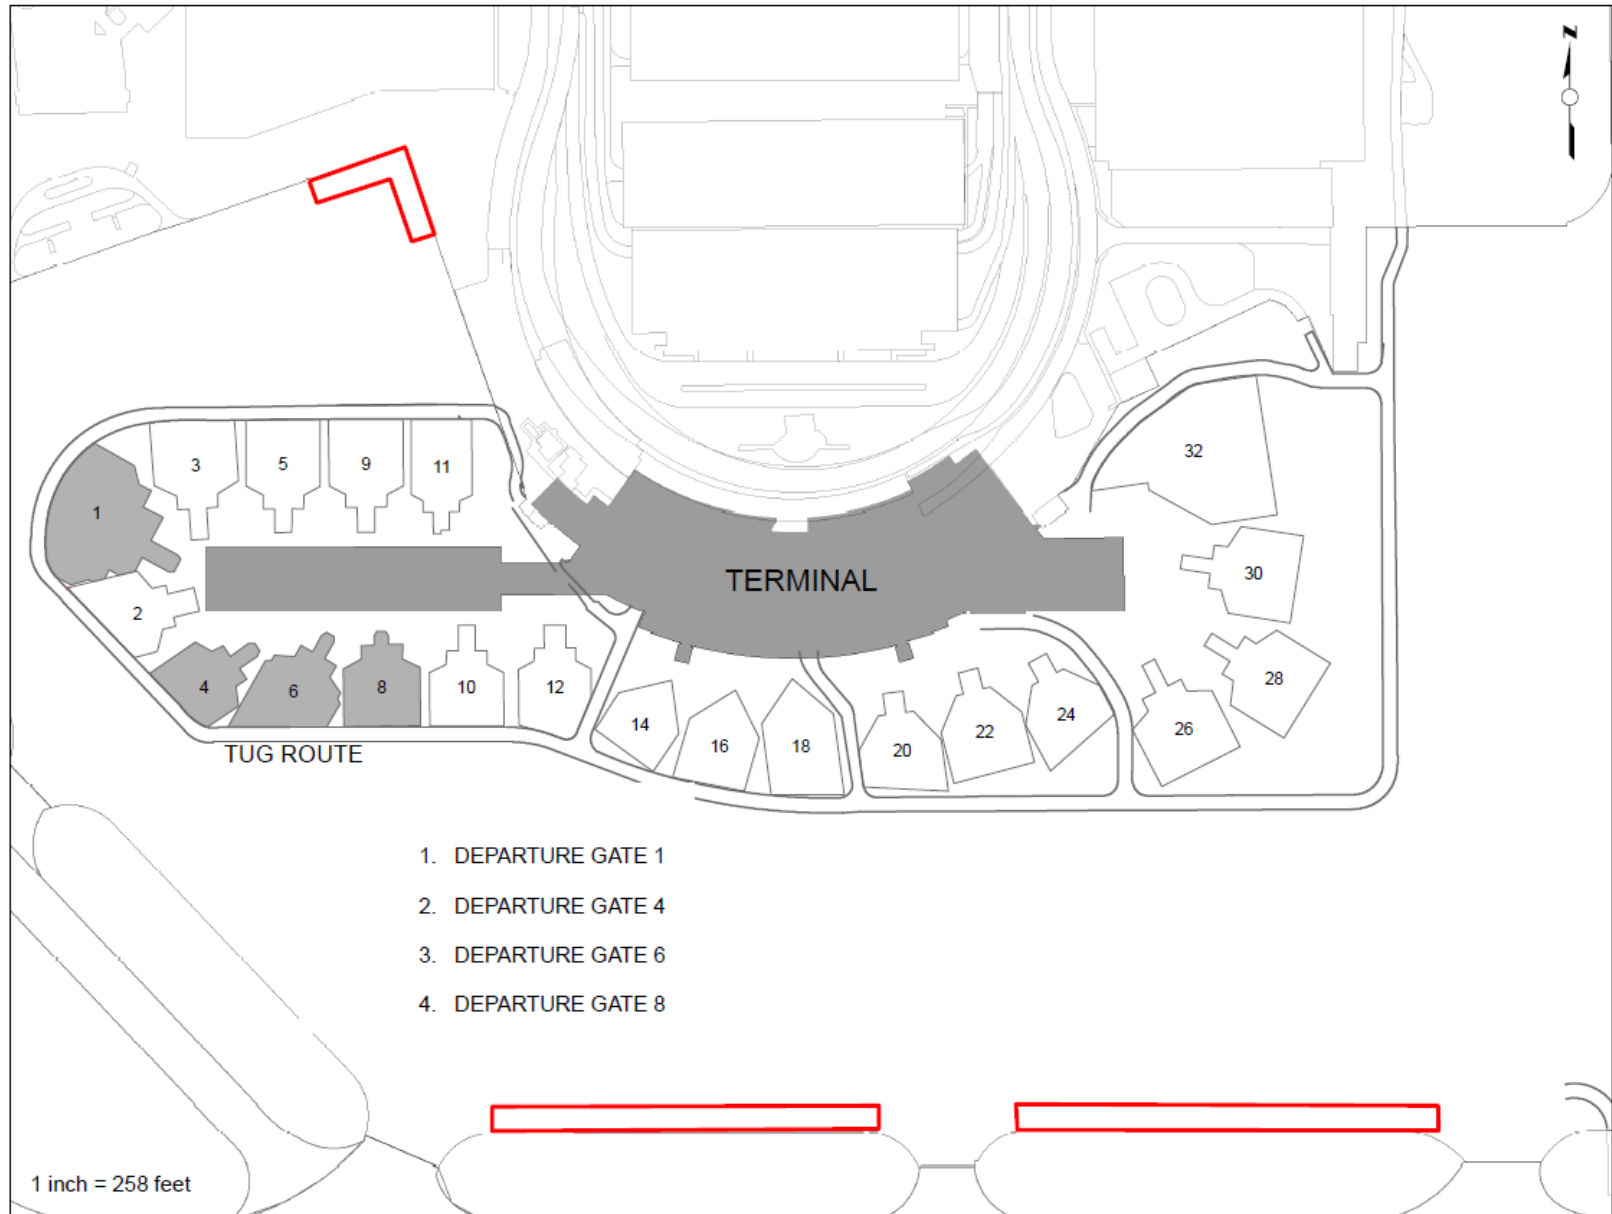 Z
32
3
5
9
11
1
30
TERMINAL
2
28
4
6
8
10
12
14
16
18
20
22
24
26
TUG ROUTE
1. DEPARTURE GATE 1
2. DEPARTURE GATE 4
3. DEPARTURE GATE 6
4. DEPARTURE GATE 8
1 inch = 258 feet